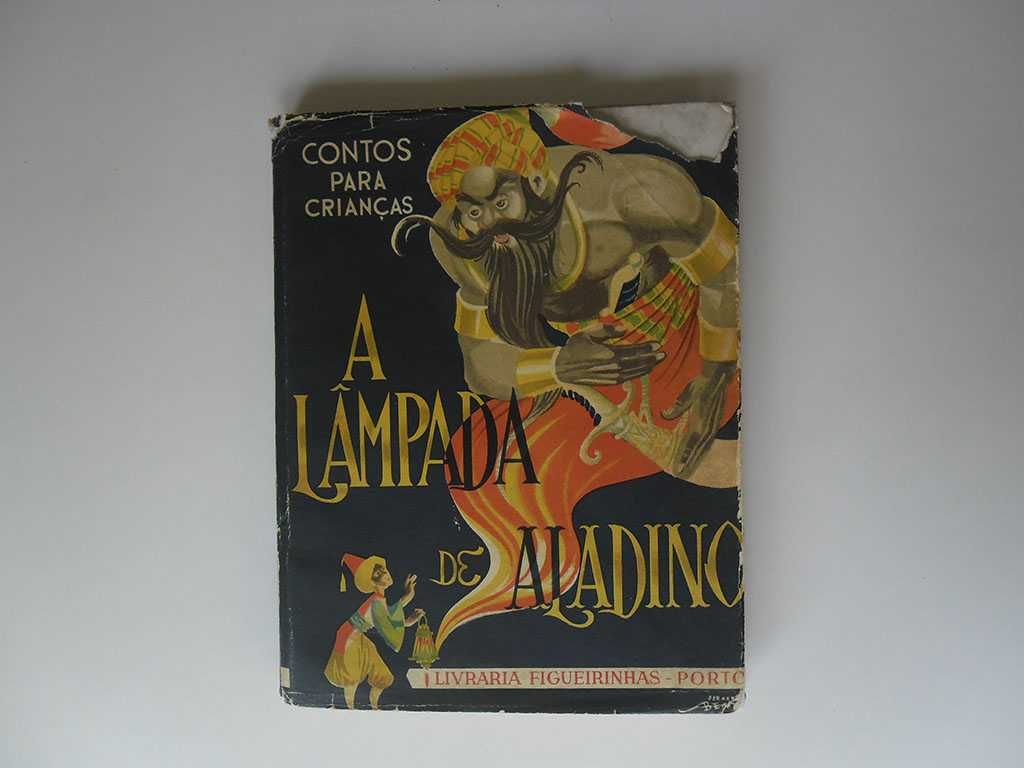 CONTOS
PARA
CRIANÇAS
A
LÂMPADA
DE ALADINO
LIVRARIA FIGUEIRINHAS - PORTO